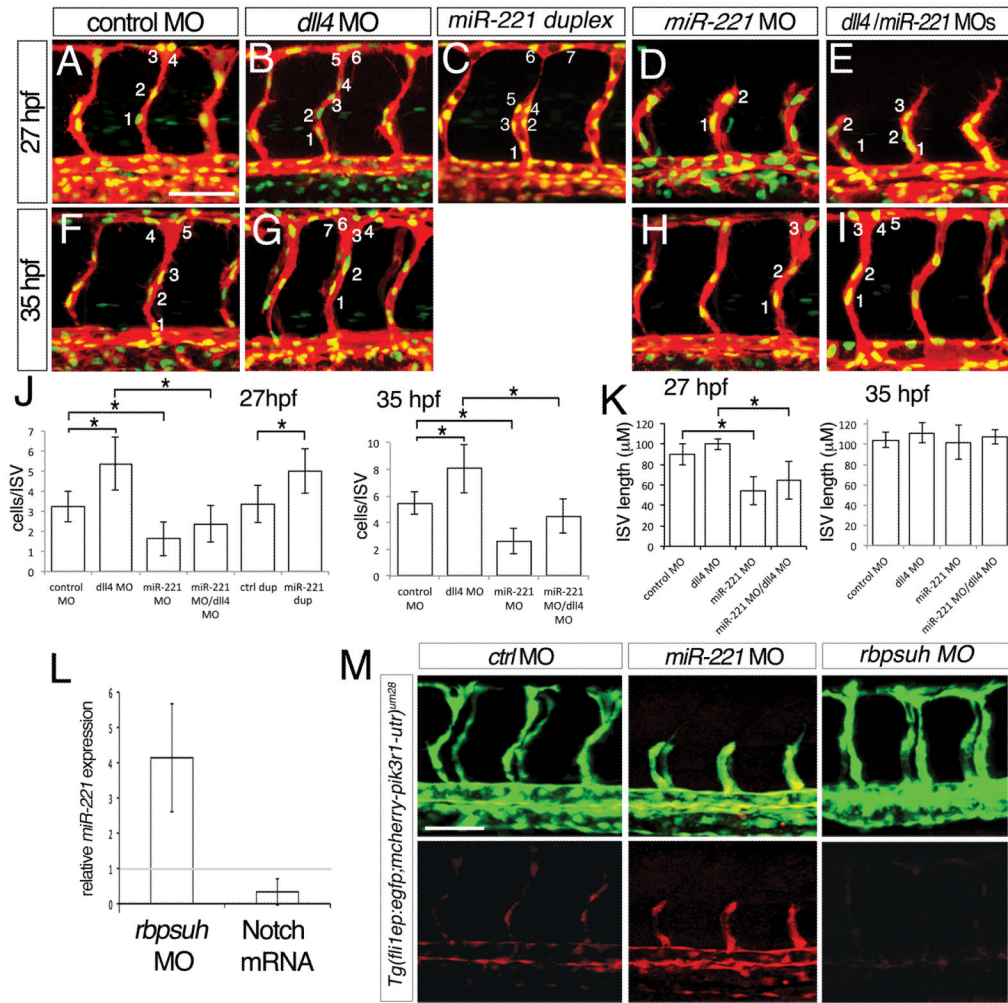 control MO
dll4 MO
miR-221 duplex
miR-221 MO
dll4/miR-221 MOs
27 hpf
A
1
2
3
4
B
1
2
3
4
5
6
C
1
2
3
4
5
6
7
D
1
2
E
1
2
2
3
35 hpf
F
1
2
3
4
5
G
1
2
3
4
6
7
H
1
2
3
I
1
2
3
4
5
J
27hpf
cells/ISV
7
6
5
4
3
2
1
0
control MO
dll4 MO
miR-221 MO
miR-221 MO/dll4 MO
ctrl dup
miR-221 dup
* * * *
35 hpf
cells/ISV
10
8
6
4
2
0
control MO
dll4 MO
miR-221 MO
miR-221 MO/dll4 MO
* * *
K
27 hpf
ISV length (µM)
120
100
80
60
40
20
0
control MO
dll4 MO
miR-221 MO
miR-221 MO/dll4 MO
* *
35 hpf
ISV length (µM)
140
120
100
80
60
40
20
0
control MO
dll4 MO
miR-221 MO
miR-221 MO/dll4 MO
L
relative miR-221 expression
6
5
4
3
2
1
0
rbpsuh MO
Notch mRNA
M
ctrl MO
miR-221 MO
rbpsuh MO
Tg(fli1ep:egfp;mcherry-pik3r1-utr)um28